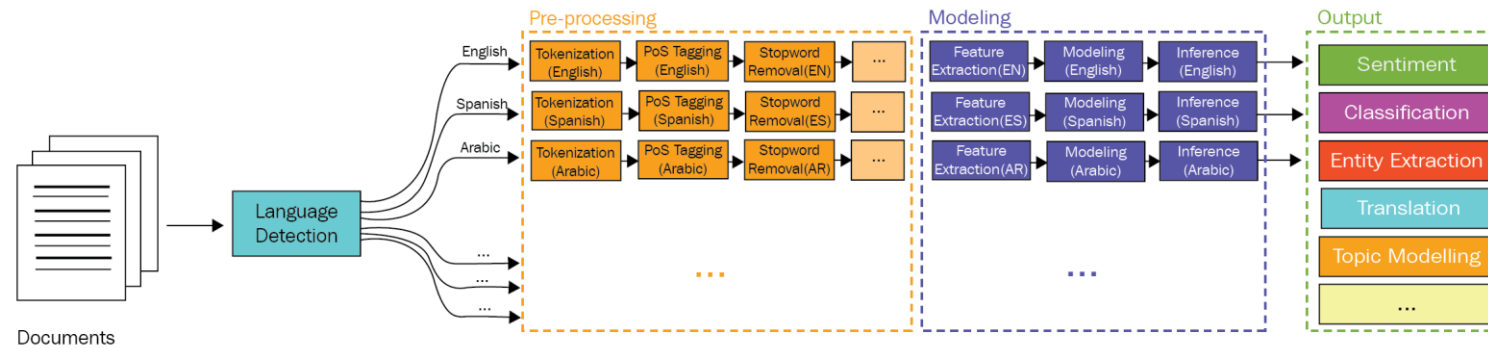 Pre-processing
Modeling
Output
English
Tokenization
(English)
PoS Tagging
(English)
Stopword
Removal(EN)
...
Feature
Extraction(EN)
Modeling
(English)
Inference
(English)
Sentiment
Spanish
Tokenization
(Spanish)
PoS Tagging
(Spanish)
Stopword
Removal(ES)
...
Feature
Extraction(ES)
Modeling
(Spanish)
Inference
(Spanish)
Classification
Arabic
Tokenization
(Arabic)
PoS Tagging
(Arabic)
Stopword
Removal(AR)
...
Feature
Extraction(AR)
Modeling
(Arabic)
Inference
(Arabic)
Entity Extraction
Language
Detection
Translation
...
...
...
...
...
Topic Modelling
...
Documents